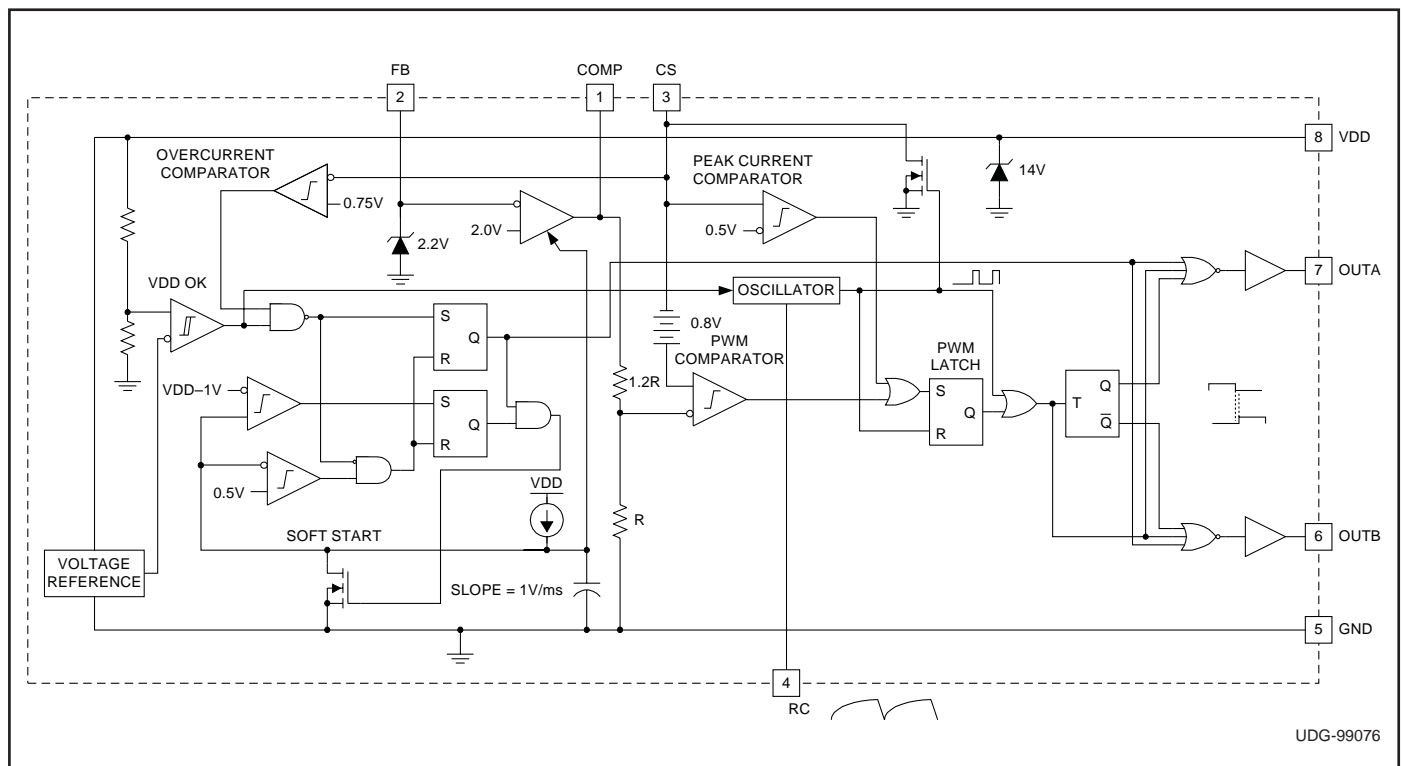 FB
COMP
CS
2
1
3
8
VDD
OVERCURRENT
COMPARATOR
PEAK CURRENT
COMPARATOR
14V
0.75V
2.0V
0.5V
2.2V
VDD OK
OSCILLATOR
7
OUTA
0.8V
PWM
COMPARATOR
S
Q
R
PWM
LATCH
1.2R
VDD–1V
S
Q
R
S
Q
R
T
Q
Q̅
0.5V
VDD
R
SOFT START
6
OUTB
VOLTAGE
REFERENCE
SLOPE = 1V/ms
5
GND
4
RC
UDG-99076